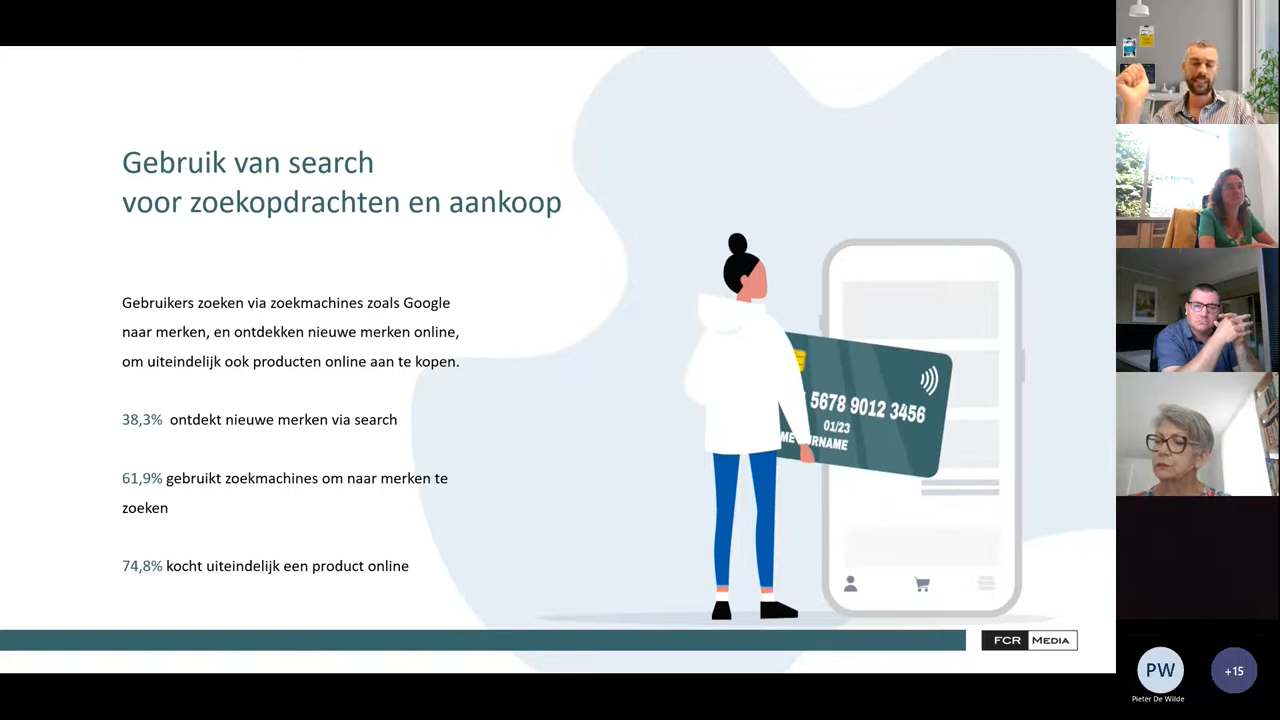 Gebruik van search
voor zoekopdrachten en aankoop
Gebruikers zoeken via zoekmachines zoals Google
naar merken, en ontdekken nieuwe merken online,
om uiteindelijk ook producten online aan te kopen.
38,3% ontdekt nieuwe merken via search
61,9% gebruikt zoekmachines om naar merken te
zoeken
74,8% kocht uiteindelijk een product online
5678 9012 3456
01/23
FCR MEDIA
PW
+15
Pieter De Wilde